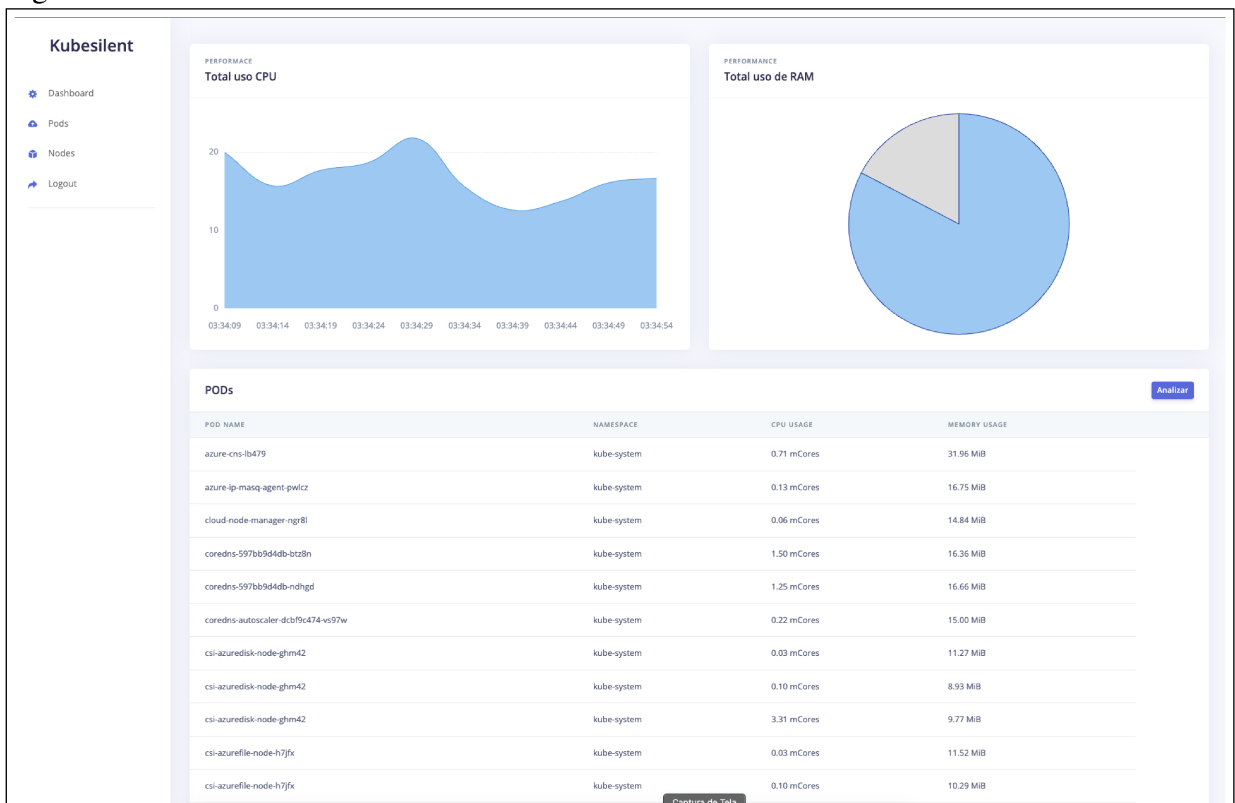 Kubesilent
Dashboard
Pods
Nodes
Logout
PERFORMACE
Total uso CPU
20
10
0
03:34:09 03:34:14 03:34:19 03:34:24 03:34:29 03:34:34 03:34:39 03:34:44 03:34:49 03:34:54
PERFORMANCE
Total uso de RAM
PODs
Analizar
POD NAME NAMESPACE CPU USAGE MEMORY USAGE
azure-cns-lb479 kube-system 0.71 mCores 31.96 MiB
azure-ip-masq-agent-pwlcz kube-system 0.13 mCores 16.75 MiB
cloud-node-manager-ngr8l kube-system 0.06 mCores 14.84 MiB
coredns-597bb9d4db-btz8n kube-system 1.50 mCores 16.36 MiB
coredns-597bb9d4db-ndhgd kube-system 1.25 mCores 16.66 MiB
coredns-autoscaler-dcbf9c474-vs97w kube-system 0.22 mCores 15.00 MiB
csi-azuredisk-node-ghm42 kube-system 0.03 mCores 11.27 MiB
csi-azuredisk-node-ghm42 kube-system 0.10 mCores 8.93 MiB
csi-azuredisk-node-ghm42 kube-system 3.31 mCores 9.77 MiB
csi-azurefile-node-h7jfx kube-system 0.03 mCores 11.52 MiB
csi-azurefile-node-h7jfx kube-system 0.10 mCores 10.29 MiB
Captura de Tela